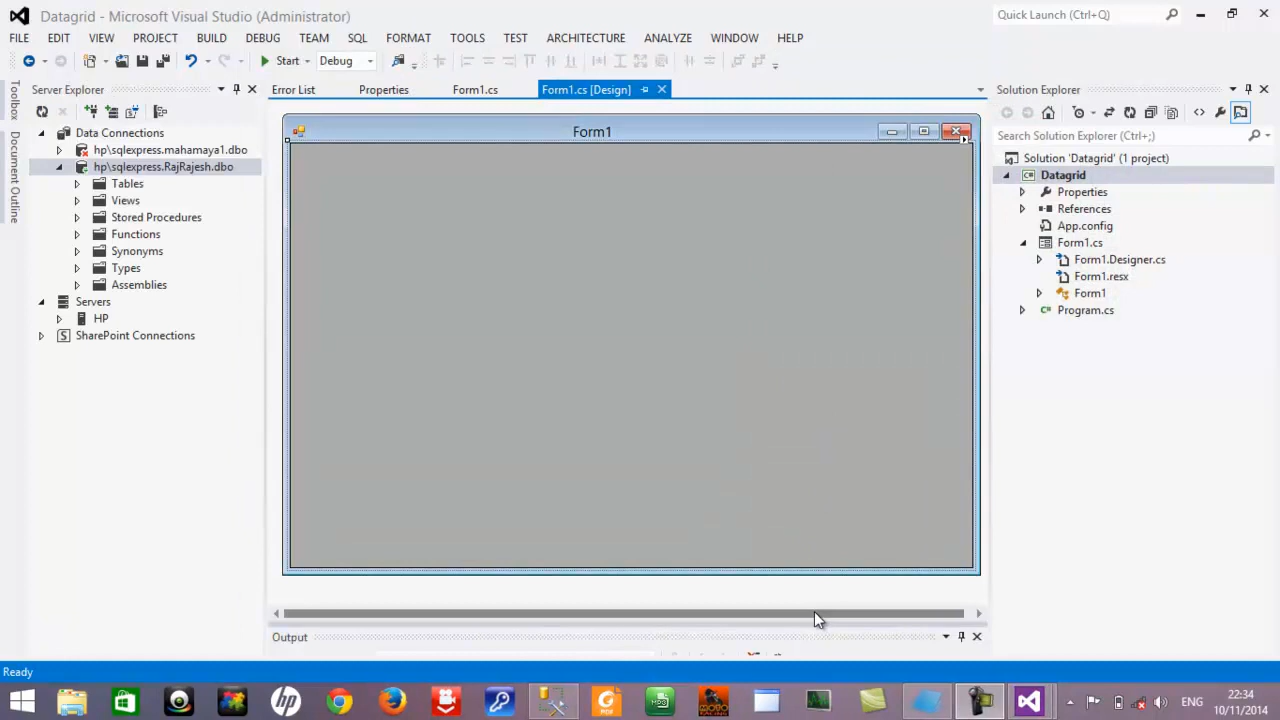 Datagrid - Microsoft Visual Studio (Administrator)
Quick Launch (Ctrl+Q)
FILE EDIT VIEW PROJECT BUILD DEBUG TEAM SQL FORMAT TOOLS TEST ARCHITECTURE ANALYZE WINDOW HELP
Start Debug
Toolbox
Document Outline
Server Explorer
Data Connections
hp\sqlexpress.mahamaya1.dbo
hp\sqlexpress.RajRajesh.dbo
Tables
Views
Stored Procedures
Functions
Synonyms
Types
Assemblies
Servers
HP
SharePoint Connections
Error List Properties Form1.cs Form1.cs [Design]
Form1
Output
Solution Explorer
Search Solution Explorer (Ctrl+;)
Solution 'Datagrid' (1 project)
Datagrid
Properties
References
App.config
Form1.cs
Form1.Designer.cs
Form1.resx
Form1
Program.cs
Ready
ENG
22:34
10/11/2014